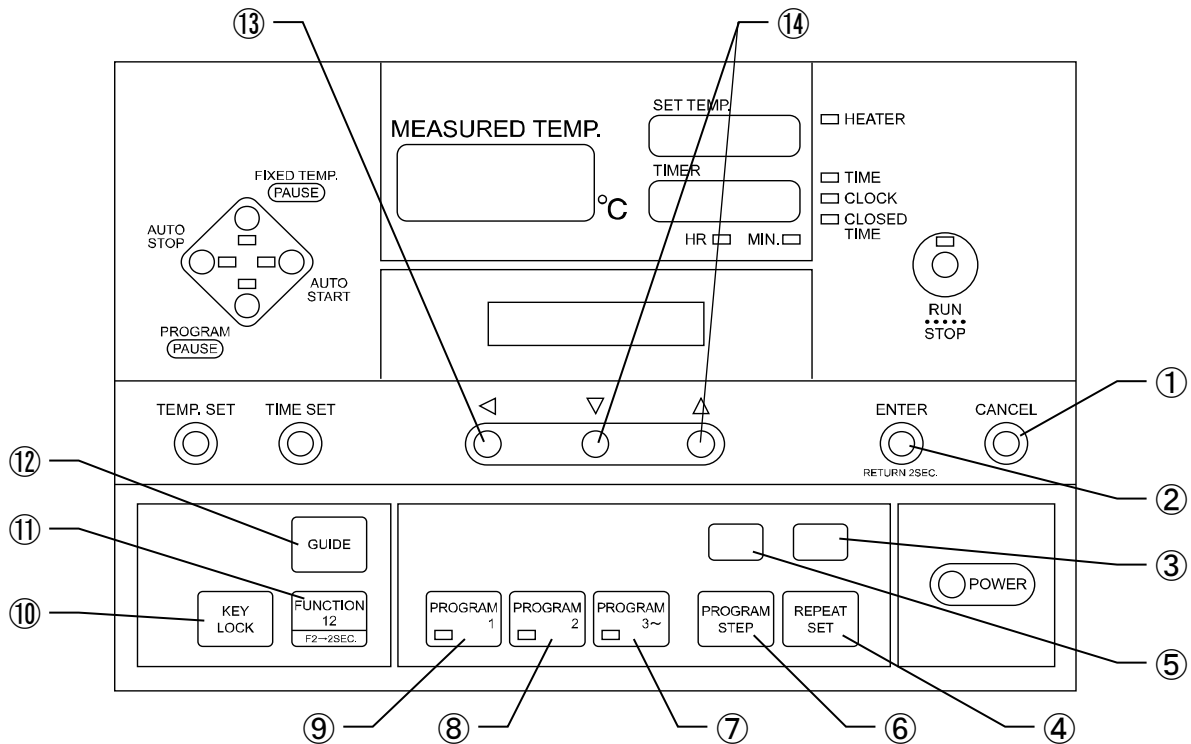 ⑬
⑭
SET TEMP.
HEATER
MEASURED TEMP.
FIXED TEMP.
PAUSE
TIMER
TIME
CLOCK
CLOSED
TIME
°C
AUTO
STOP
HR
MIN.
AUTO
START
RUN
STOP
PROGRAM
PAUSE
①
TEMP. SET
TIME SET
◁
▽
△
ENTER
CANCEL
RETURN 2SEC.
②
⑫
⑪
GUIDE
③
POWER
⑩
KEY
LOCK
FUNCTION
12
F2→2SEC.
PROGRAM
1
PROGRAM
2
PROGRAM
3~
PROGRAM
STEP
REPEAT
SET
⑤
⑨
⑧
⑦
⑥
④